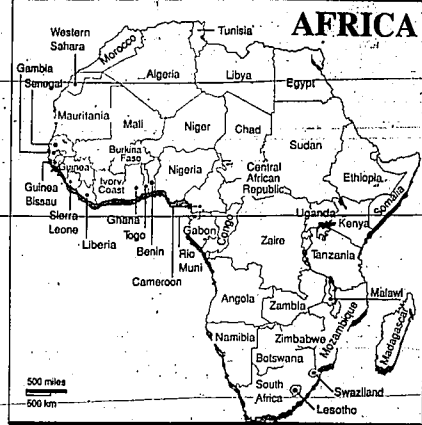 AFRICA
Tunisia
Western
Sahara
Morocco
Algeria
Libya
Egypt
Gambia
Senegal
Mauritania
Mali
Niger
Chad
Sudan
Burkina
Faso
Guinea
Ivory
Coast
Nigeria
Central
African
Republic
Ethiopia
Somalia
Guinea
Bissau
Sierra
Leone
Liberia
Ghana
Togo
Benin
Cameroon
Rio
Muni
Gabon
Congo
Zaire
Uganda
Kenya
Tanzania
Malawi
Angola
Zambia
Mozambique
Madagascar
Namibia
Zimbabwe
Botswana
South
Africa
Swaziland
Lesotho
500 miles
500 km